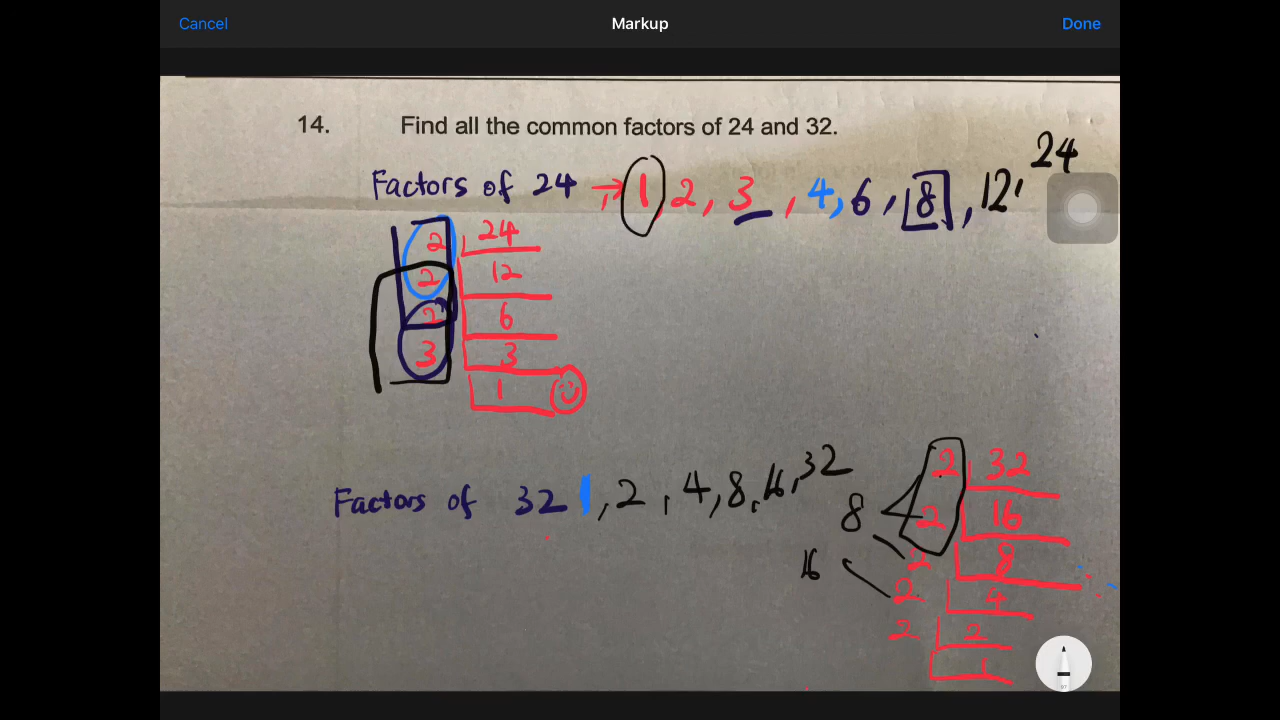 Cancel Markup Done
14. Find all the common factors of 24 and 32.
Factors of 24 → 1, 2, 3, 4, 6, 8, 12, 24
2 24
2 12
2 6
3 3
1
Factors of 32 1, 2, 4, 8, 16, 32
2 32
8 2 16
16 2 8
2 4
2 2
1